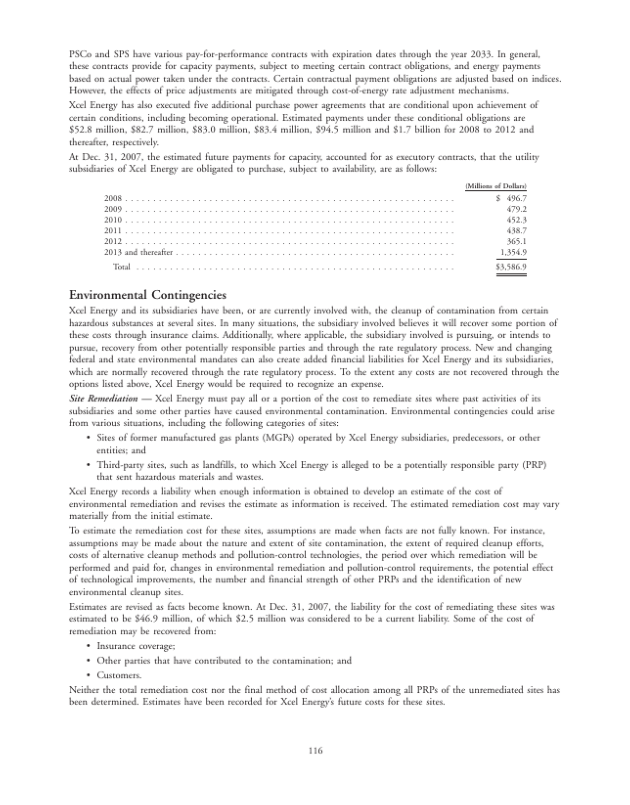 PSCo and SPS have various pay-for-performance contracts with expiration dates through the year 2033. In general,
these contracts provide for capacity payments, subject to meeting certain contract obligations, and energy payments
based on actual power taken under the contracts. Certain contractual payment obligations are adjusted based on indices.
However, the effects of price adjustments are mitigated through cost-of-energy rate adjustment mechanisms.
Xcel Energy has also executed five additional purchase power agreements that are conditional upon achievement of
certain conditions, including becoming operational. Estimated payments under these conditional obligations are
$52.8 million, $82.7 million, $83.0 million, $83.4 million, $94.5 million and $1.7 billion for 2008 to 2012 and
thereafter, respectively.
At Dec. 31, 2007, the estimated future payments for capacity, accounted for as executory contracts, that the utility
subsidiaries of Xcel Energy are obligated to purchase, subject to availability, are as follows:
(Millions of Dollars)
2008 . . . . . . . . . . . . . . . . . . . . $ 496.7
2009 . . . . . . . . . . . . . . . . . . . . 479.2
2010 . . . . . . . . . . . . . . . . . . . . 452.3
2011 . . . . . . . . . . . . . . . . . . . . 438.7
2012 . . . . . . . . . . . . . . . . . . . . 365.1
2013 and thereafter . . . . . . . . . . . . . . . . . . . . 1,354.9
Total . . . . . . . . . . . . . . . . . . . . $3,586.9
Environmental Contingencies
Xcel Energy and its subsidiaries have been, or are currently involved with, the cleanup of contamination from certain
hazardous substances at several sites. In many situations, the subsidiary involved believes it will recover some portion of
these costs through insurance claims. Additionally, where applicable, the subsidiary involved is pursuing, or intends to
pursue, recovery from other potentially responsible parties and through the rate regulatory process. New and changing
federal and state environmental mandates can also create added financial liabilities for Xcel Energy and its subsidiaries,
which are normally recovered through the rate regulatory process. To the extent any costs are not recovered through the
options listed above, Xcel Energy would be required to recognize an expense.
Site Remediation — Xcel Energy must pay all or a portion of the cost to remediate sites where past activities of its
subsidiaries and some other parties have caused environmental contamination. Environmental contingencies could arise
from various situations, including the following categories of sites:
• Sites of former manufactured gas plants (MGPs) operated by Xcel Energy subsidiaries, predecessors, or other
entities; and
• Third-party sites, such as landfills, to which Xcel Energy is alleged to be a potentially responsible party (PRP)
that sent hazardous materials and wastes.
Xcel Energy records a liability when enough information is obtained to develop an estimate of the cost of
environmental remediation and revises the estimate as information is received. The estimated remediation cost may vary
materially from the initial estimate.
To estimate the remediation cost for these sites, assumptions are made when facts are not fully known. For instance,
assumptions may be made about the nature and extent of site contamination, the extent of required cleanup efforts,
costs of alternative cleanup methods and pollution-control technologies, the period over which remediation will be
performed and paid for, changes in environmental remediation and pollution-control requirements, the potential effect
of technological improvements, the number and financial strength of other PRPs and the identification of new
environmental cleanup sites.
Estimates are revised as facts become known. At Dec. 31, 2007, the liability for the cost of remediating these sites was
estimated to be $46.9 million, of which $2.5 million was considered to be a current liability. Some of the cost of
remediation may be recovered from:
• Insurance coverage;
• Other parties that have contributed to the contamination; and
• Customers.
Neither the total remediation cost nor the final method of cost allocation among all PRPs of the unremediated sites has
been determined. Estimates have been recorded for Xcel Energy's future costs for these sites.
116